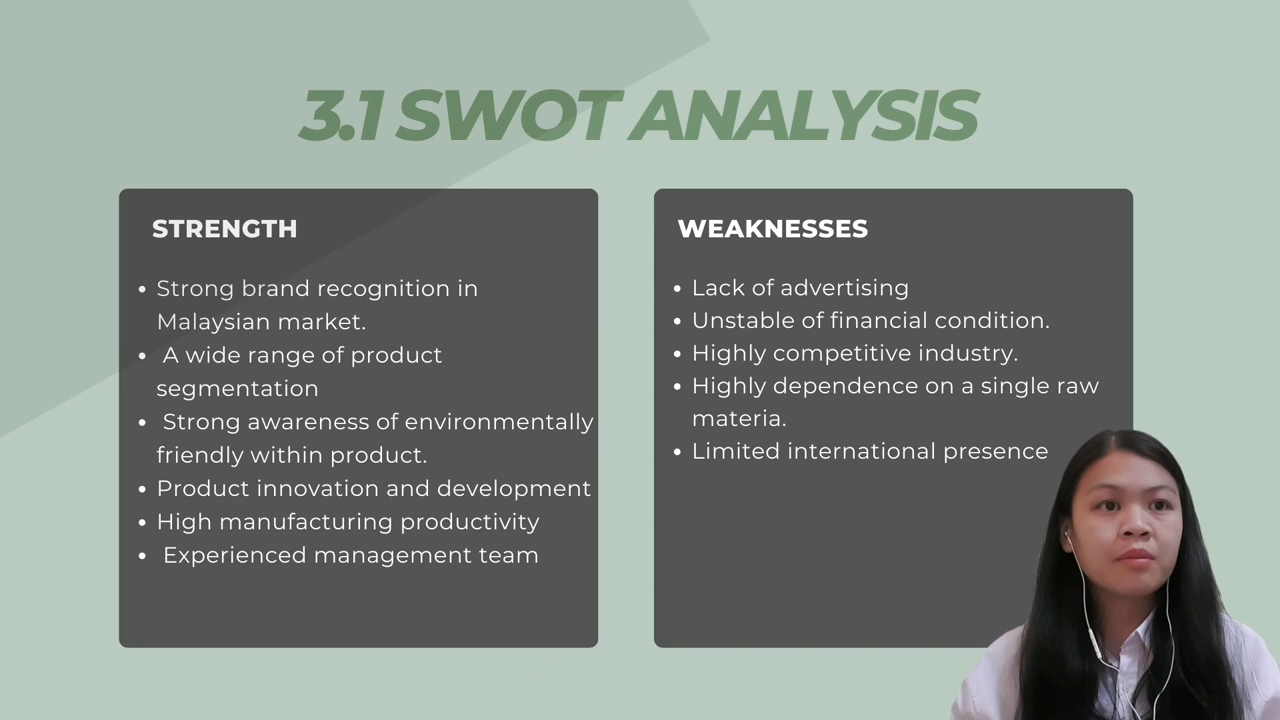 3.1 SWOT ANALYSIS
STRENGTH
• Strong brand recognition in
Malaysian market.
• A wide range of product
segmentation
• Strong awareness of environmentally
friendly within product.
• Product innovation and development
• High manufacturing productivity
• Experienced management team
WEAKNESSES
• Lack of advertising
• Unstable of financial condition.
• Highly competitive industry.
• Highly dependence on a single raw
materia.
• Limited international presence